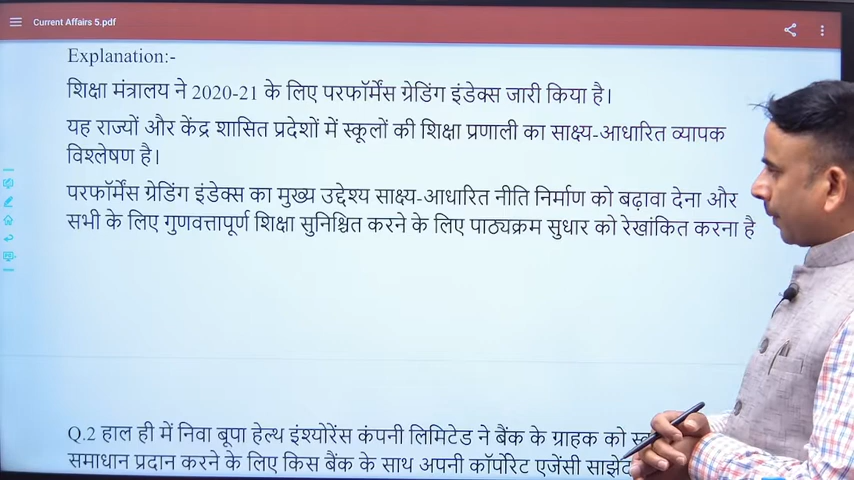 Current Affairs 5.pdf
Explanation:-
शिक्षा मंत्रालय ने 2020-21 के लिए परफॉर्मेंस ग्रेडिंग इंडेक्स जारी किया है।
यह राज्यों और केंद्र शासित प्रदेशों में स्कूलों की शिक्षा प्रणाली का साक्ष्य-आधारित व्यापक
विश्लेषण है।
परफॉर्मेंस ग्रेडिंग इंडेक्स का मुख्य उद्देश्य साक्ष्य-आधारित नीति निर्माण को बढ़ावा देना और
सभी के लिए गुणवत्तापूर्ण शिक्षा सुनिश्चित करने के लिए पाठ्यक्रम सुधार को रेखांकित करना है
Q.2 हाल ही में निवा बूपा हेल्थ इंश्योरेंस कंपनी लिमिटेड ने बैंक के ग्राहक को
समाधान प्रदान करने के लिए किस बैंक के साथ अपनी कॉर्पोरेट एजेंसी